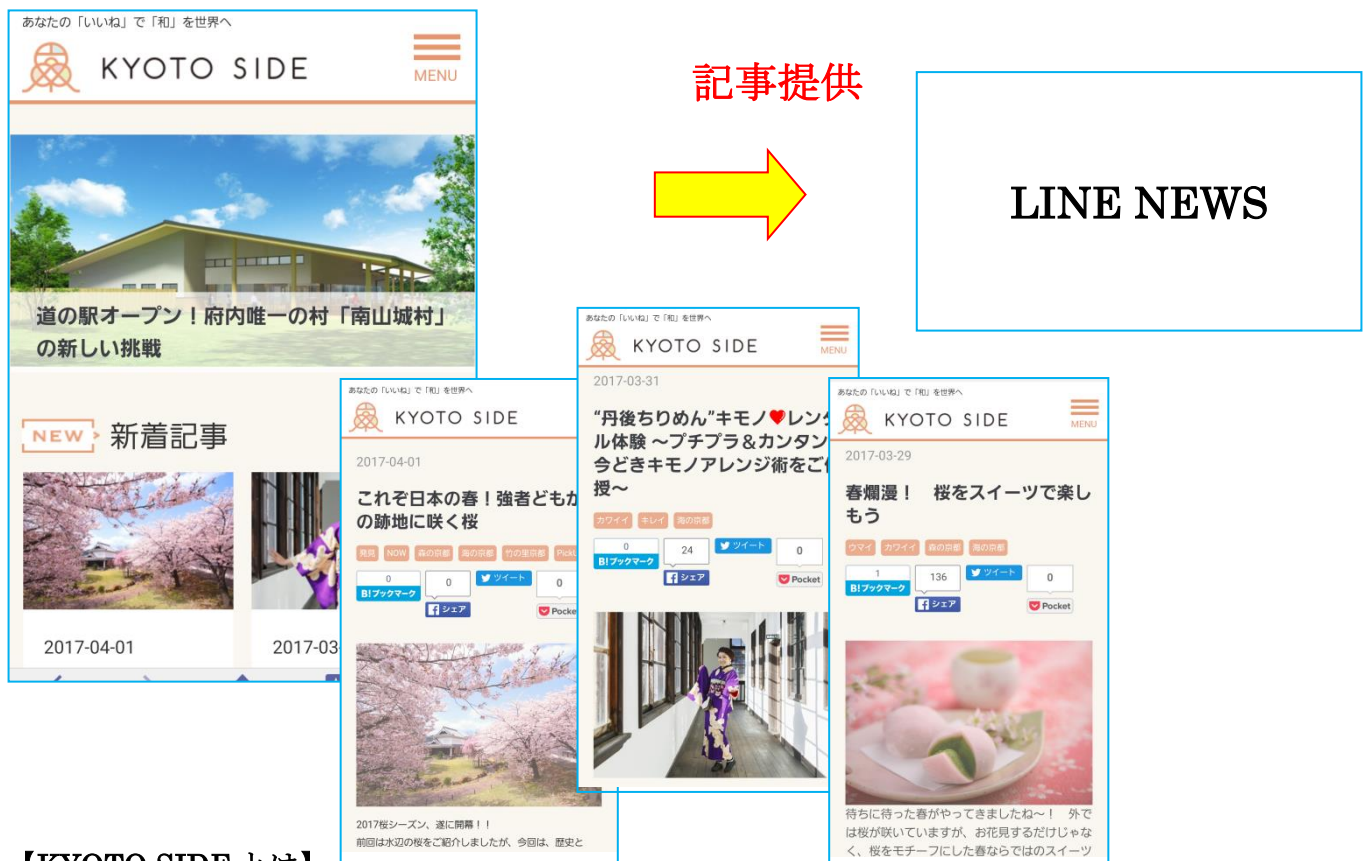 あなたの「いいね」で「和」を世界へ
KYOTO SIDE
MENU
道の駅オープン!府内唯一の村「南山城村」
の新しい挑戦
NEW 新着記事
2017-04-01
2017-03
記事提供
LINE NEWS
あなたの「いいね」で「和」を世界へ
KYOTO SIDE
2017-04-01
これぞ日本の春!強者どもが
の跡地に咲く桜
発見 NOW 森の京都 海の京都 竹の里京都 PickU
0 0 ツイート 0
B!ブックマーク シェア Pocke
2017桜シーズン、遂に開幕!!
前回は水辺の桜をご紹介しましたが、今回は、歴史と
あなたの「いいね」で「和」を世界へ
KYOTO SIDE
MENU
2017-03-31
“丹後ちりめん”キモノ♥レンタ
ル体験 ~プチプラ&カンタン
今どきキモノアレンジ術をご
授~
カワイイ キレイ 海の京都
0 24 ツイート 0
B!ブックマーク シェア Pocket
あなたの「いいね」で「和」を世界へ
KYOTO SIDE
MENU
2017-03-29
春爛漫! 桜をスイーツで楽し
もう
ウマイ カワイイ 森の京都 海の京都
1 136 ツイート 0
B!ブックマーク シェア Pocket
待ちに待った春がやってきましたね~! 外で
は桜が咲いていますが、お花見するだけじゃな
く、桜をモチーフにした春ならではのスイーツ
【KYOTO SIDE とは】